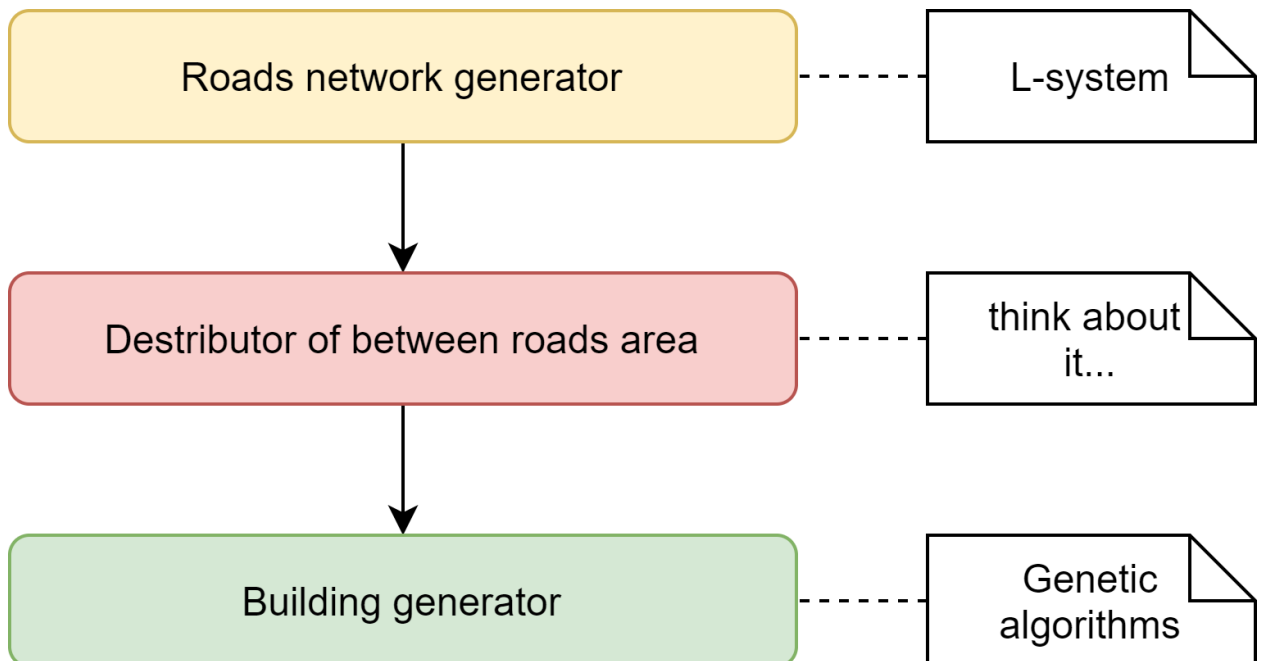 Roads network generator
L-system
Destributor of between roads area
think about
it...
Building generator
Genetic
algorithms